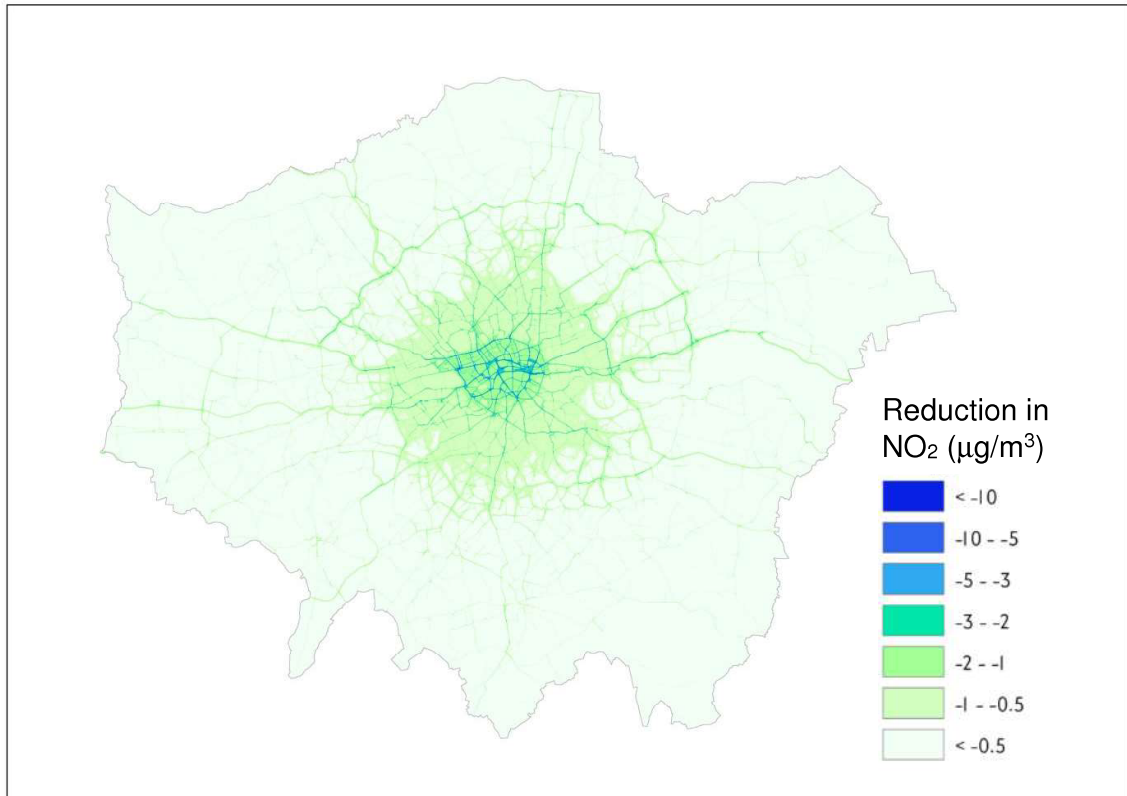 Reduction in
NO₂ (μg/m³)
< -10
-10 - -5
-5 - -3
-3 - -2
-2 - -1
-1 - -0.5
< -0.5